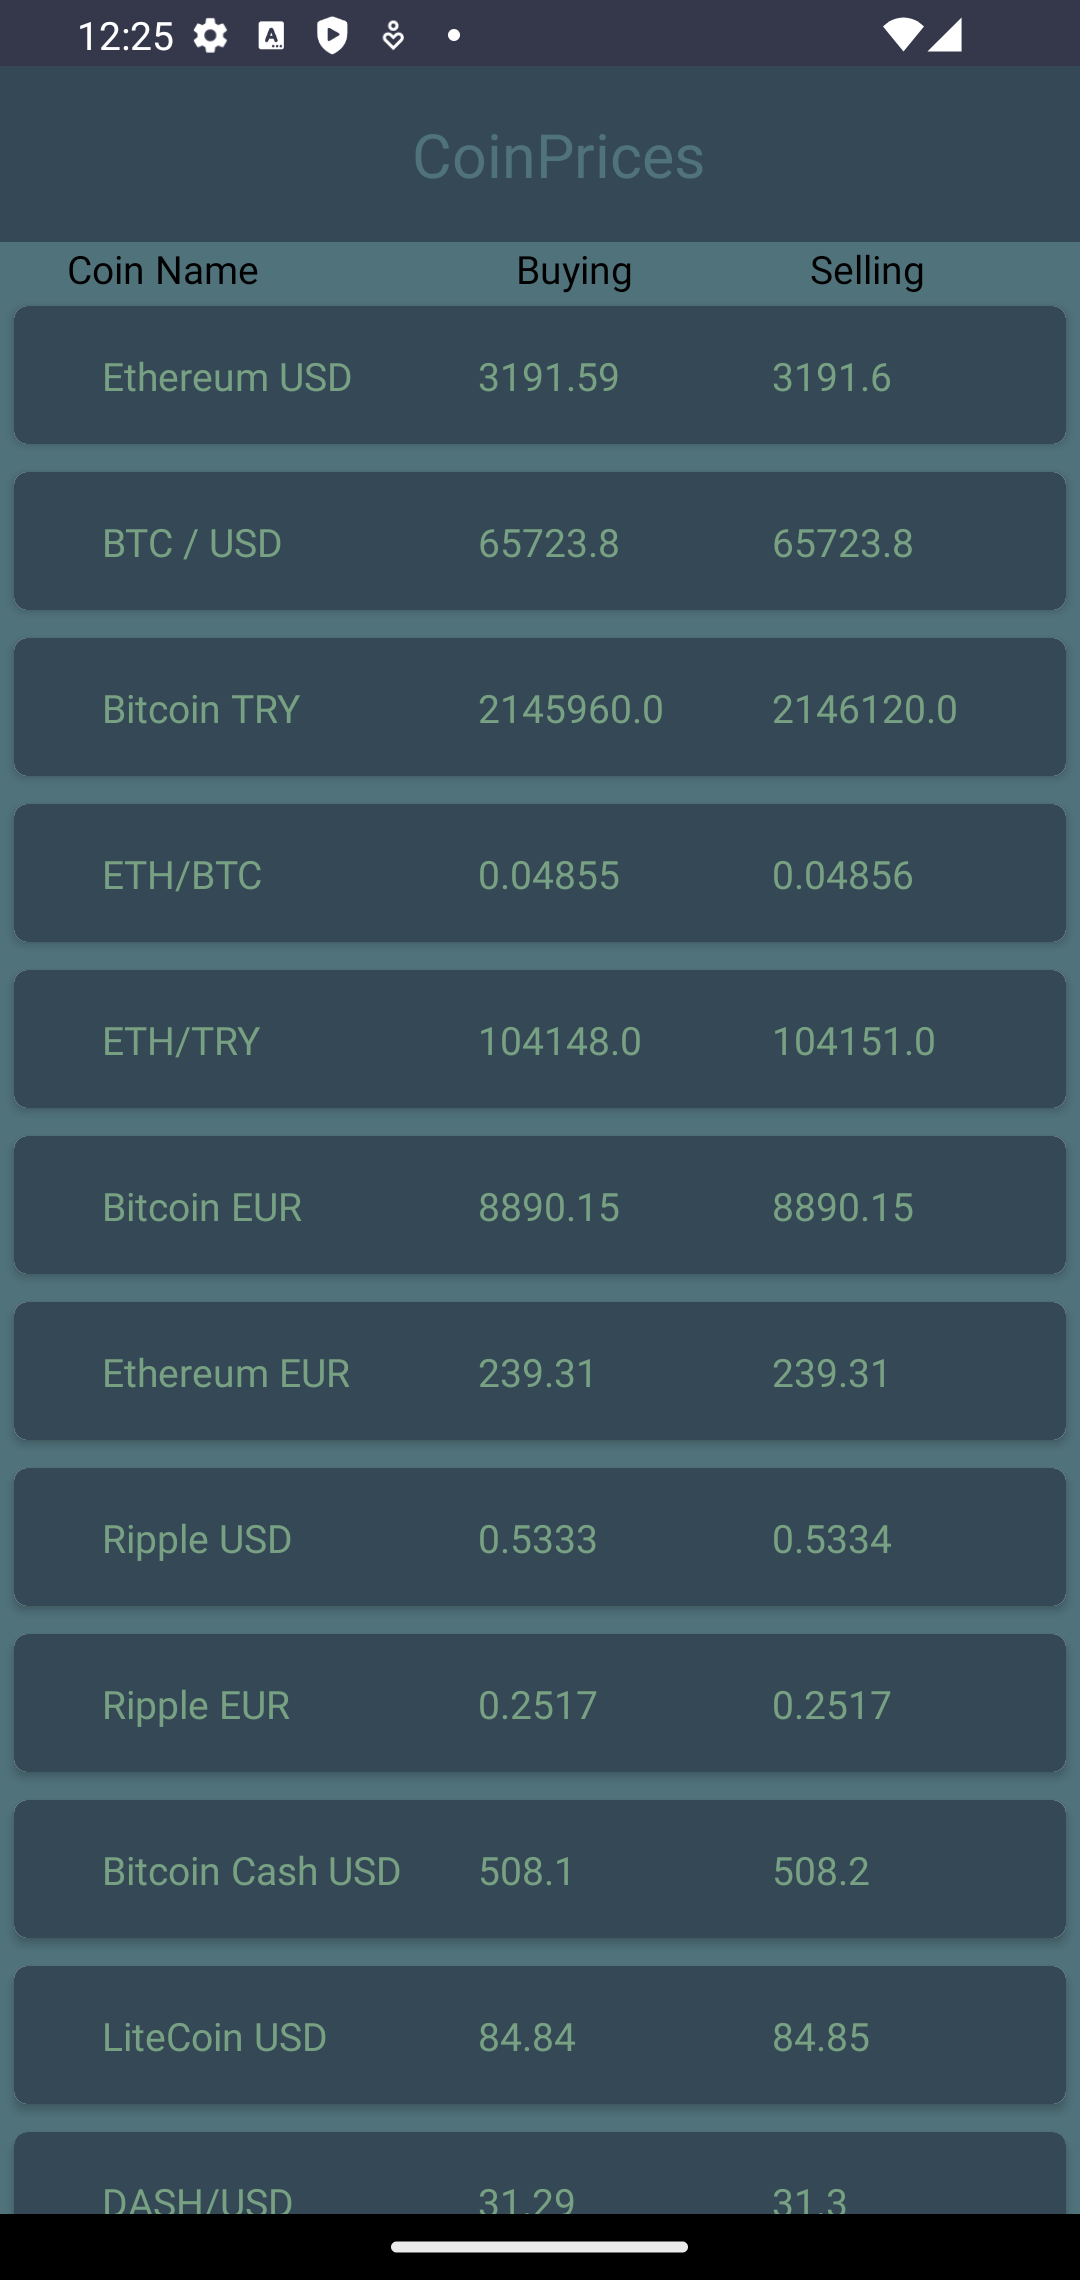 12:25
CoinPrices
Coin Name Buying Selling
Ethereum USD 3191.59 3191.6
BTC / USD 65723.8 65723.8
Bitcoin TRY 2145960.0 2146120.0
ETH/BTC 0.04855 0.04856
ETH/TRY 104148.0 104151.0
Bitcoin EUR 8890.15 8890.15
Ethereum EUR 239.31 239.31
Ripple USD 0.5333 0.5334
Ripple EUR 0.2517 0.2517
Bitcoin Cash USD 508.1 508.2
LiteCoin USD 84.84 84.85
DASH/USD 31.29 31.3